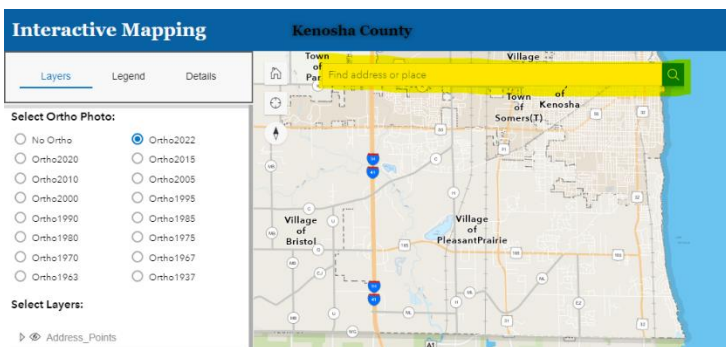 Interactive Mapping
Kenosha County
Layers
Legend
Details
Select Ortho Photo:
No Ortho
Ortho2022
Ortho2020
Ortho2015
Ortho2010
Ortho2005
Ortho2000
Ortho1995
Ortho1990
Ortho1985
Ortho1980
Ortho1975
Ortho1970
Ortho1967
Ortho1963
Ortho1937
Select Layers:
Address_Points
Find address or place
Town
of
Par
Village
Town
of
Somers(T)
of
Kenosha
Village
of
Bristol
Village
of
PleasantPrairie
A1